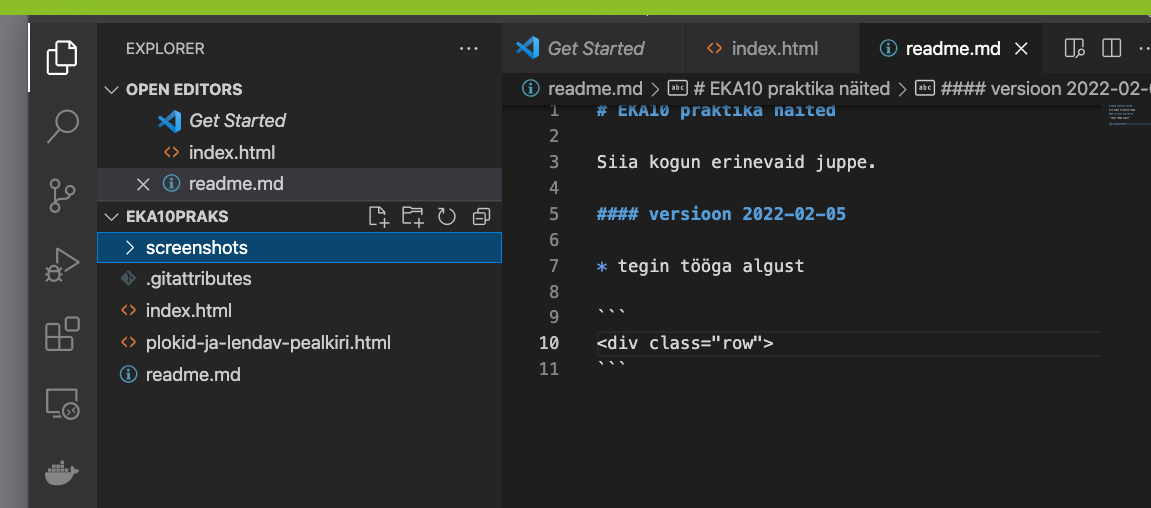 EXPLORER
OPEN EDITORS
Get Started
index.html
readme.md
EKA10PRAKS
screenshots
.gitattributes
index.html
plokid-ja-lendav-pealkiri.html
readme.md
Get Started
index.html
readme.md
readme.md > # EKA10 praktika näited > #### versioon 2022-02-
1 # EKA10 praktika näited
2
3 Siia kogun erinevaid juppe.
4
5 #### versioon 2022-02-05
6
7 * tegin tööga algust
8
9 ```
10 <div class="row">
11 ```